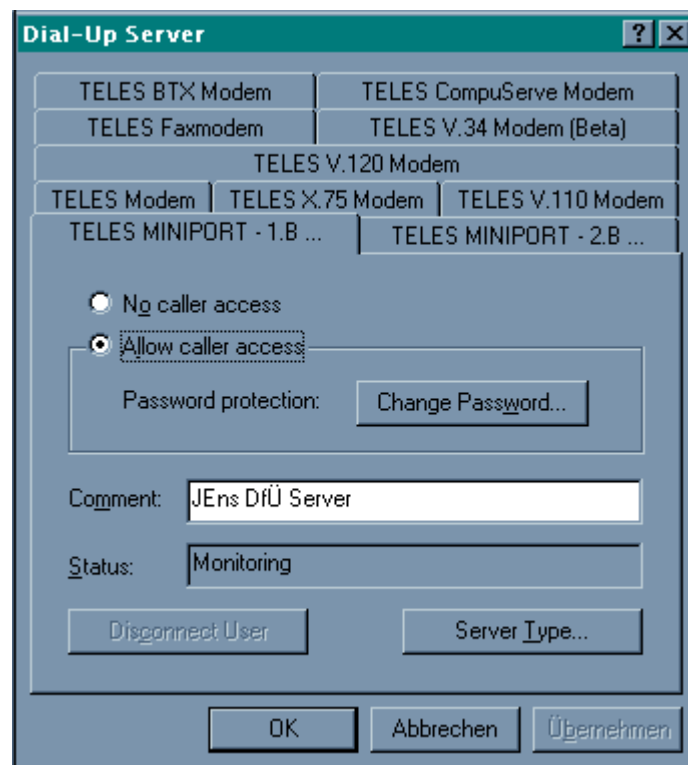 Dial-Up Server
TELES BTX Modem TELES CompuServe Modem
TELES Faxmodem TELES V.34 Modem (Beta)
TELES V.120 Modem
TELES Modem TELES X.75 Modem TELES V.110 Modem
TELES MINIPORT - 1.B ... TELES MINIPORT - 2.B ...
No caller access
Allow caller access
Password protection: Change Password...
Comment: JEns DfÜ Server
Status: Monitoring
Disconnect User Server Type...
OK Abbrechen Übernehmen